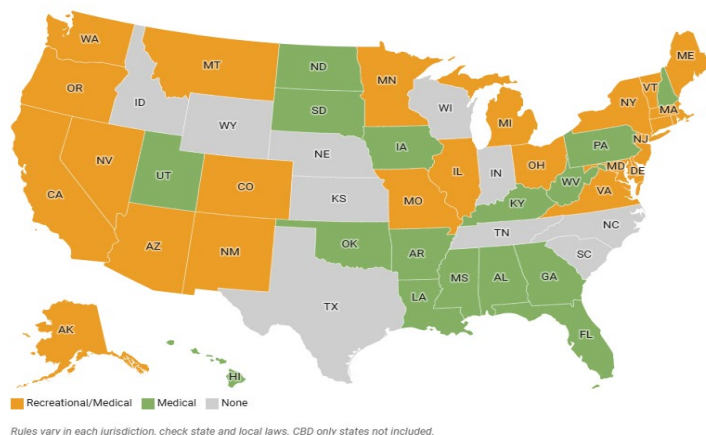 WA
MT
ND
MN
ME
OR
ID
WY
SD
WI
MI
NY
VT
MA
NV
UT
CO
NE
IA
IL
IN
OH
PA
NJ
CA
KS
MO
KY
WV
VA
MD
DE
AZ
NM
OK
AR
TN
NC
SC
TX
LA
MS
AL
GA
FL
AK
HI
Recreational/Medical
Medical
None
Rules vary in each jurisdiction, check state and local laws. CBD only states not included.